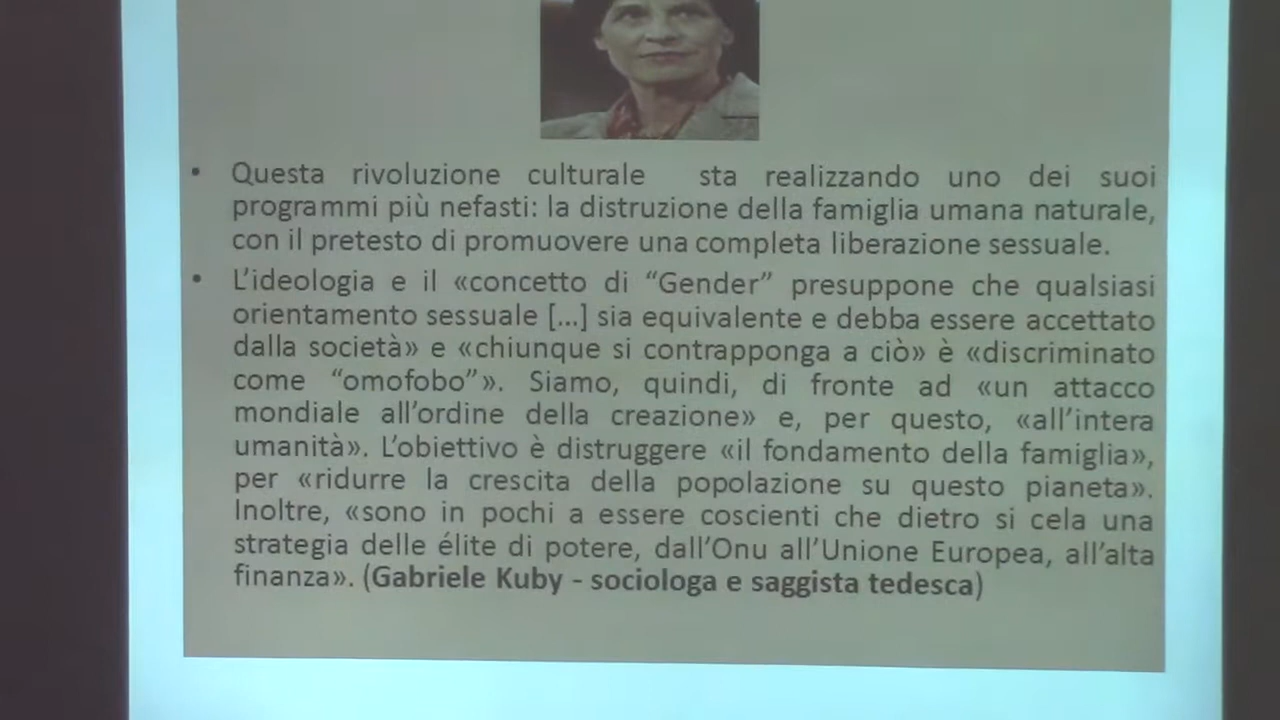 • Questa rivoluzione culturale sta realizzando uno dei suoi
programmi più nefasti: la distruzione della famiglia umana naturale,
con il pretesto di promuovere una completa liberazione sessuale.
• L’ideologia e il «concetto di “Gender” presuppone che qualsiasi
orientamento sessuale [...] sia equivalente e debba essere accettato
dalla società» e «chiunque si contrapponga a ciò» è «discriminato
come “omofobo”». Siamo, quindi, di fronte ad «un attacco
mondiale all’ordine della creazione» e, per questo, «all’intera
umanità». L’obiettivo è distruggere «il fondamento della famiglia»,
per «ridurre la crescita della popolazione su questo pianeta».
Inoltre, «sono in pochi a essere coscienti che dietro si cela una
strategia delle élite di potere, dall’Onu all’Unione Europea, all’alta
finanza». (Gabriele Kuby - sociologa e saggista tedesca)